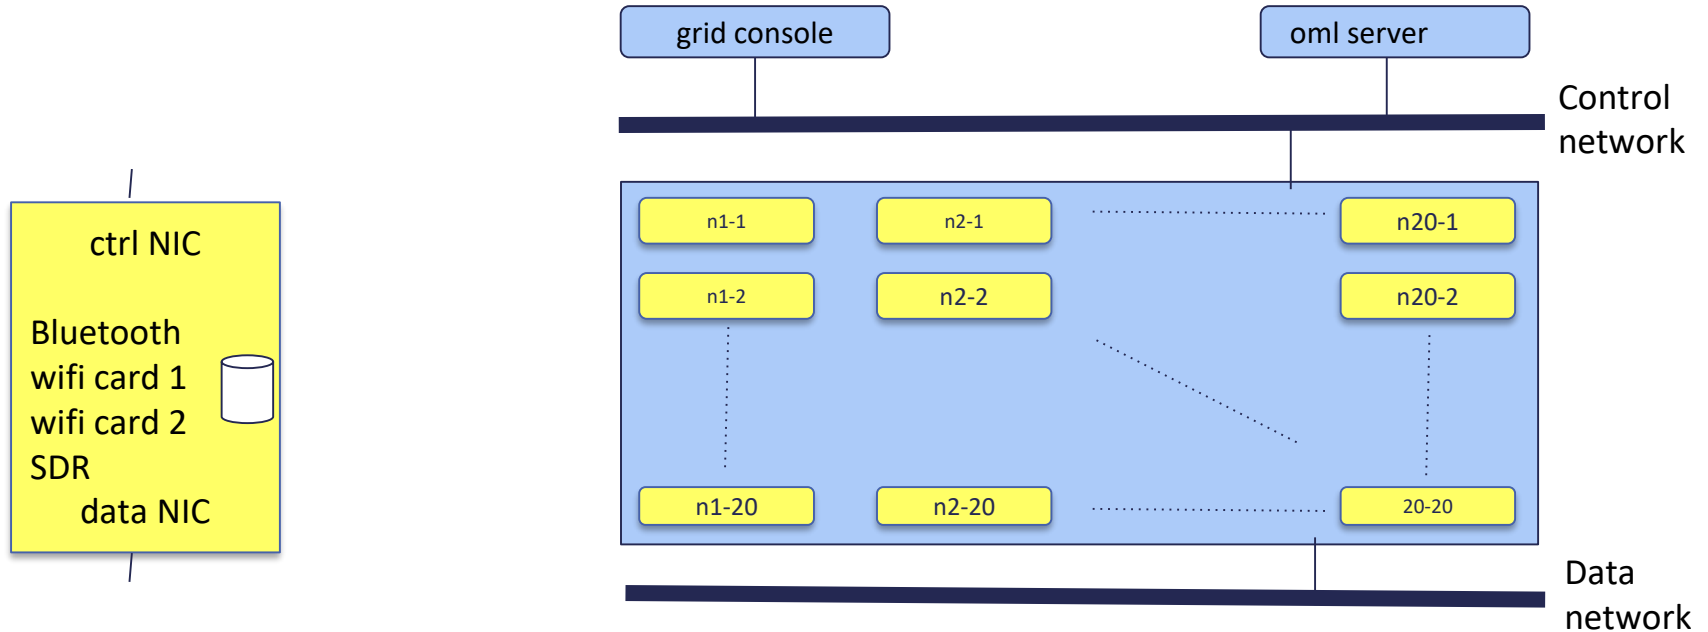 grid console
oml server
Control
network
ctrl NIC
Bluetooth
wifi card 1
wifi card 2
SDR
data NIC
n1-1
n2-1
n20-1
n1-2
n2-2
n20-2
n1-20
n2-20
20-20
Data
network